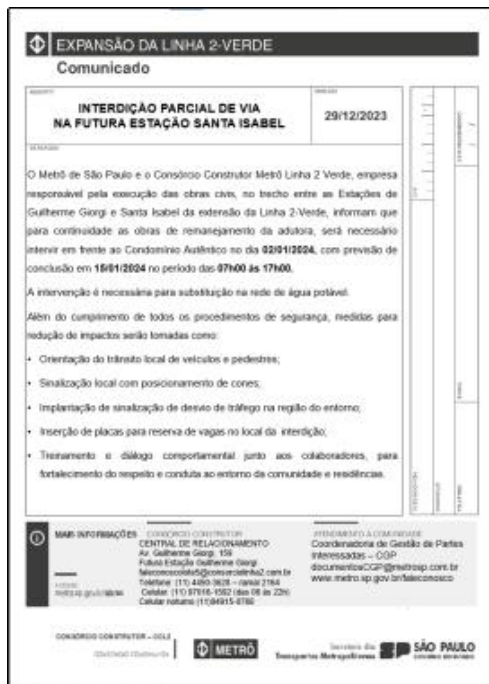 EXPANSÃO DA LINHA 2-VERDE
Comunicado
INTERDIÇÃO PARCIAL DE VIA
NA FUTURA ESTAÇÃO SANTA ISABEL
29/12/2023
O Metrô de São Paulo e o Consórcio Construtor Metrô Linha 2 Verde, empresa
responsável pela execução das obras civis, no trecho entre as Estações de
Guilherme Giorgi e Santa Isabel da extensão da Linha 2-Verde, informam que
para continuidade as obras de remanejamento da adutora, será necessário
intervir em frente ao Condomínio Autêntico no dia 02/01/2024, com previsão de
conclusão em 15/01/2024 no período das 07h00 às 17h00.
A intervenção é necessária para substituição na rede de água potável.
Além do cumprimento de todos os procedimentos de segurança, medidas para
redução de impactos serão tomadas como:
• Orientação do trânsito local de veículos e pedestres;
• Sinalização local com posicionamento de cones;
• Implantação de sinalização de desvio de tráfego na região do entorno;
• Inserção de placas para reserva de vagas no local da interdição;
• Treinamento e diálogo comportamental junto aos colaboradores, para
fortalecimento do respeito e conduta ao entorno da comunidade e residências.
MAIS INFORMAÇÕES
CONSÓRCIO CONSTRUTOR
CENTRAL DE RELACIONAMENTO
Av. Guilherme Giorgi, 159
Futura Estação Guilherme Giorgi
ATENDIMENTO A COMUNIDADE
Coordenadoria de Gestão de Partes
Interessadas – CGP
documentosCGP@metrosp.com.br
www.metro.sp.gov.br/faleconosco
CONSÓRCIO CONSTRUTOR –
METRÔ
Secretaria dos
Transportes Metropolitanos
SÃO PAULO